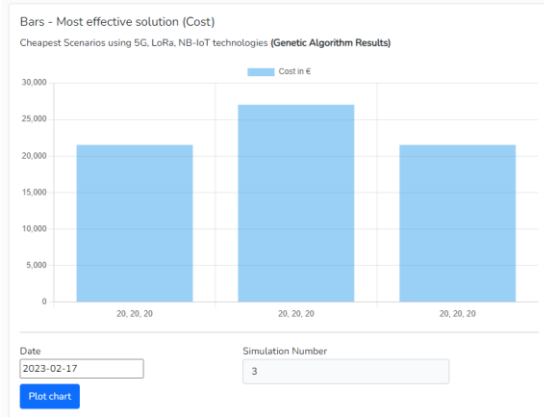 Bars - Most effective solution (Cost)
Cheapest Scenarios using 5G, LoRa, NB-IoT technologies (Genetic Algorithm Results)
Cost in €
30,000
25,000
20,000
15,000
10,000
5,000
0
20, 20, 20 20, 20, 20 20, 20, 20
Date Simulation Number
2023-02-17 3
Plot chart